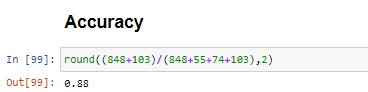 Accuracy
In [99]: round((848+103)/(848+55+74+103),2)
Out[99]: 0.88